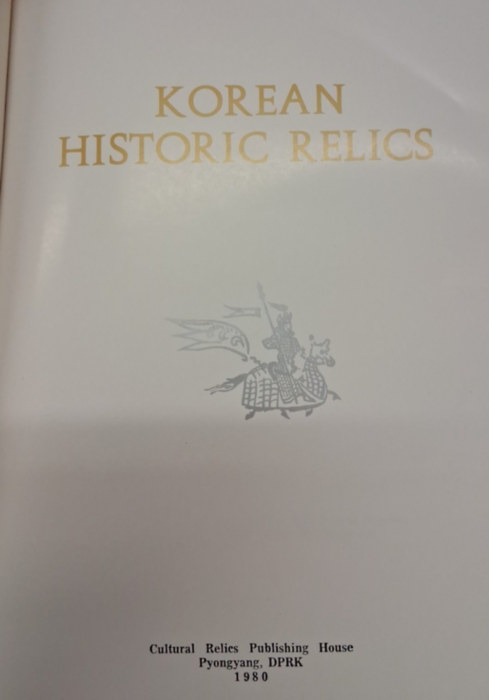 KOREAN
HISTORIC RELICS
Cultural Relics Publishing House
Pyongyang, DPRK
1980